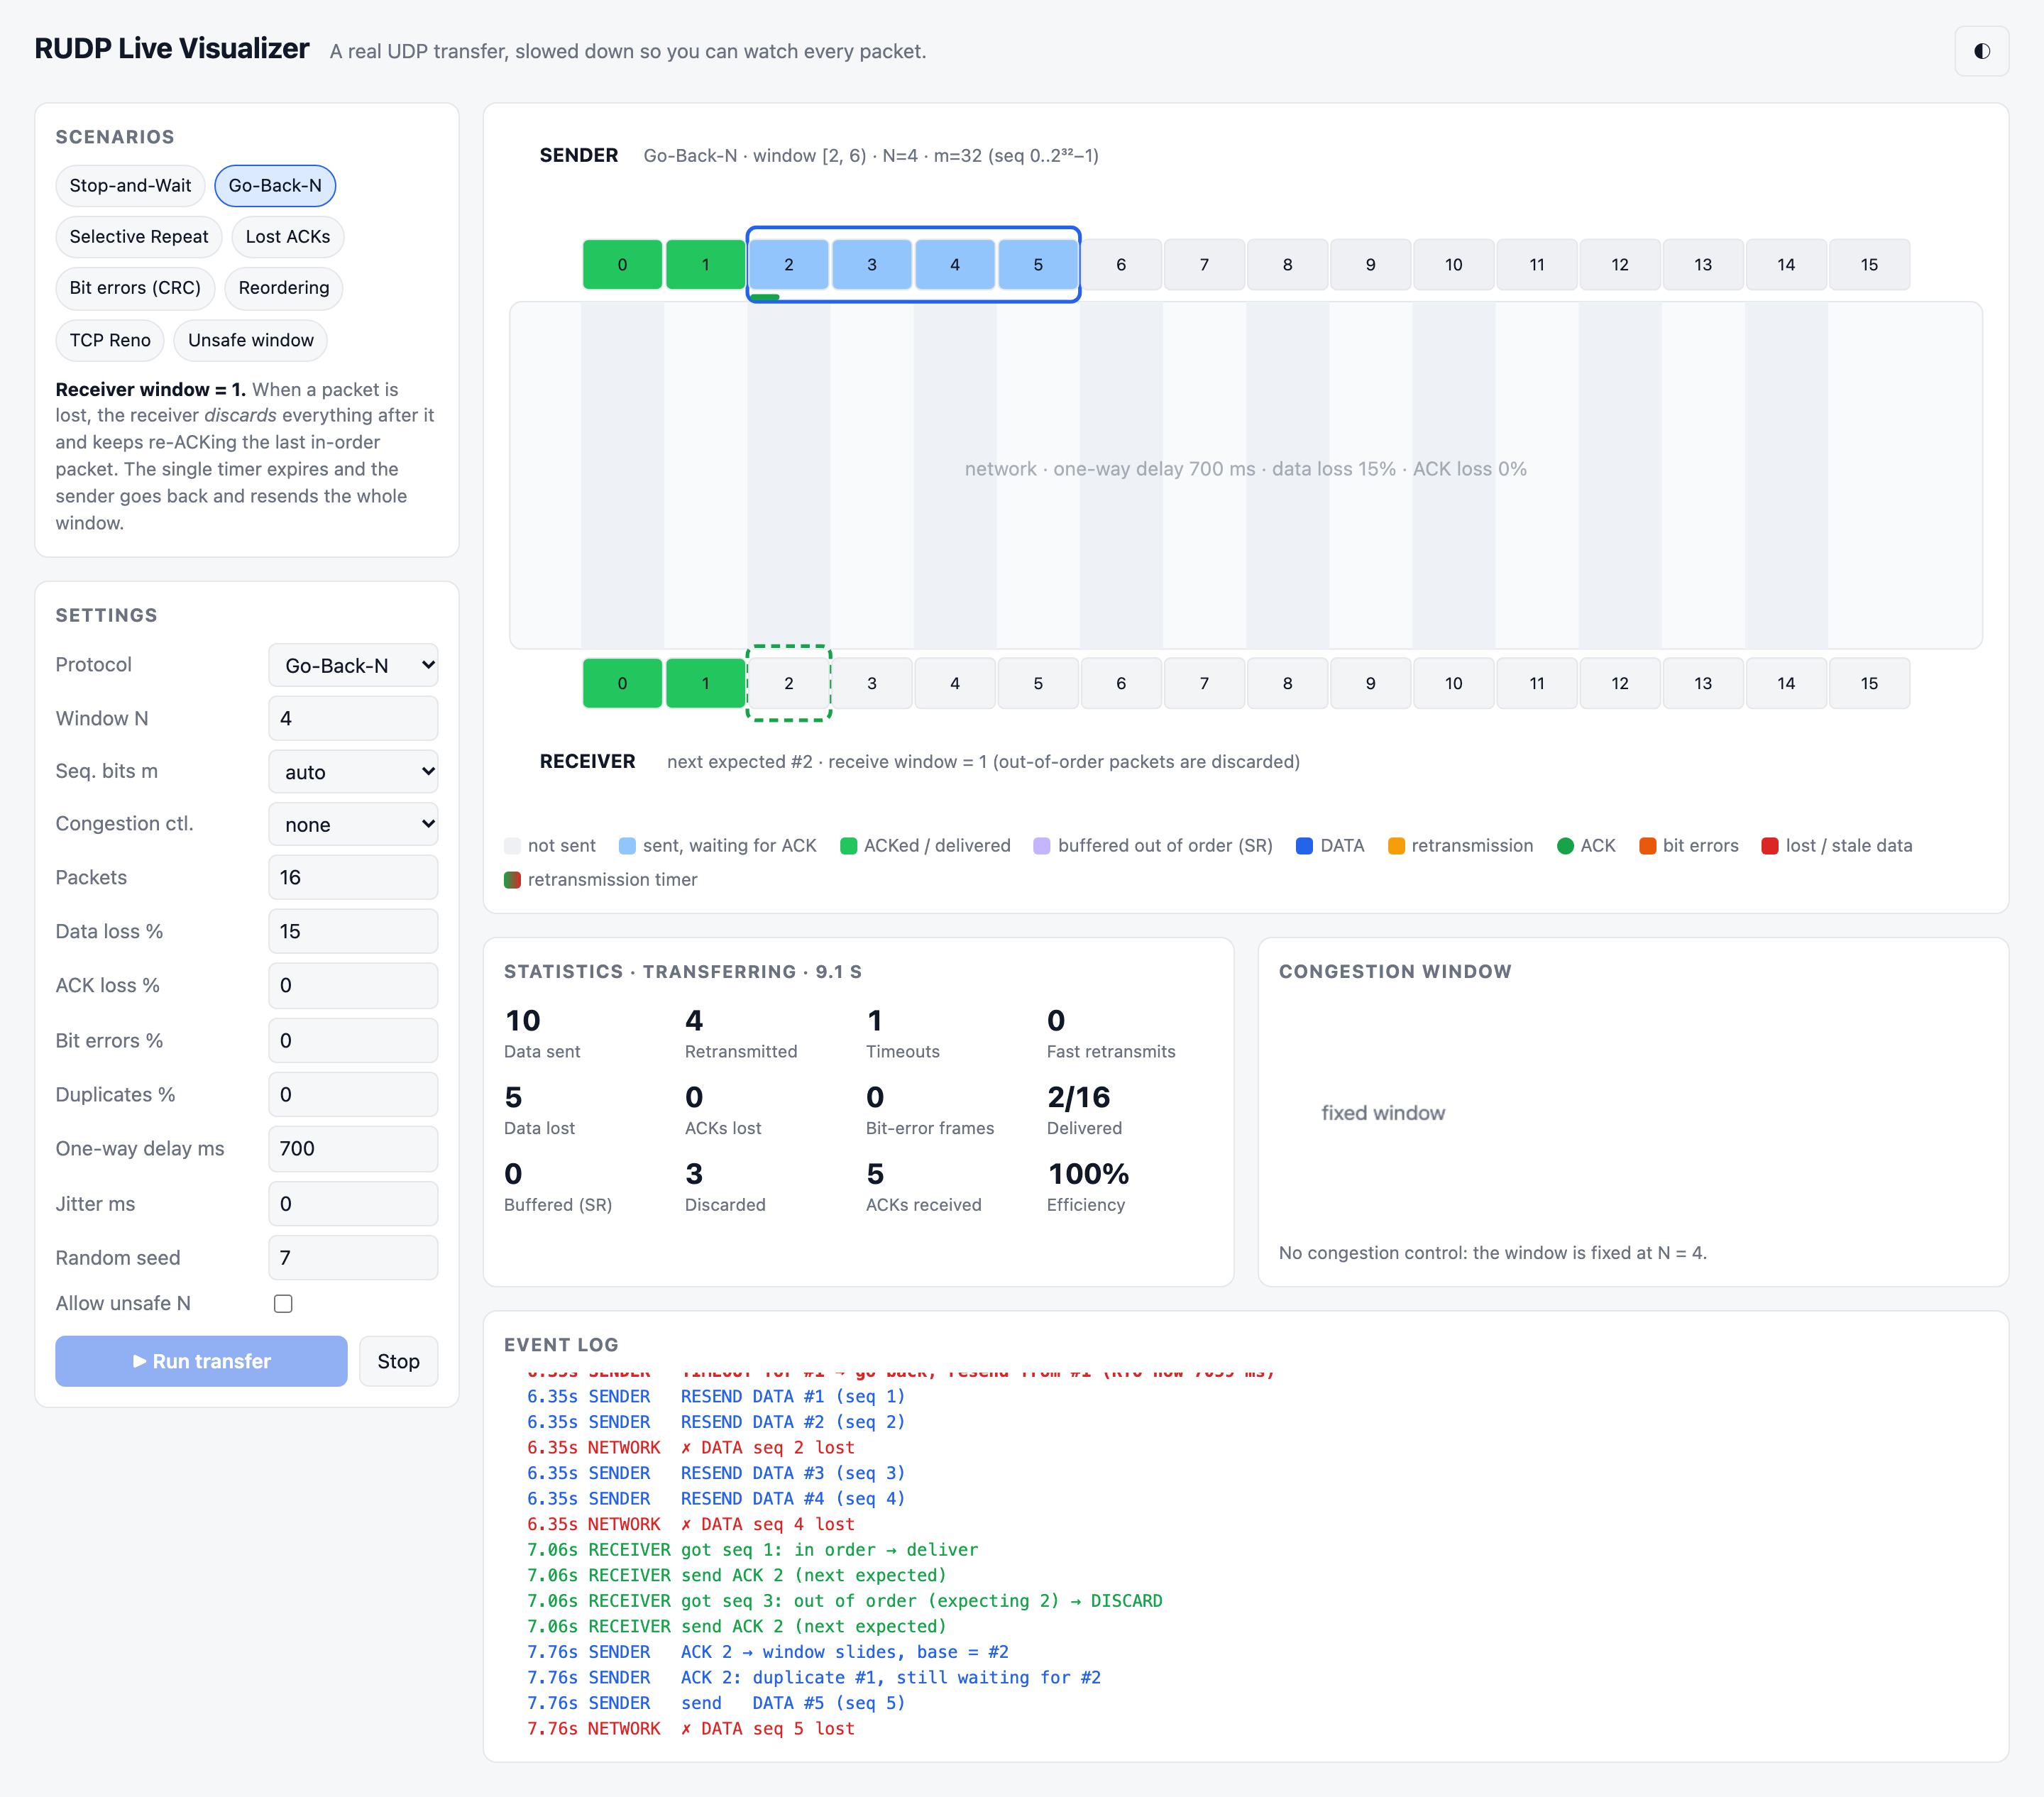 RUDP Live Visualizer A real UDP transfer, slowed down so you can watch every packet.
SCENARIOS
Stop-and-Wait Go-Back-N
Selective Repeat Lost ACKs
Bit errors (CRC) Reordering
TCP Reno Unsafe window
Receiver window = 1. When a packet is
lost, the receiver discards everything after it
and keeps re-ACKing the last in-order
packet. The single timer expires and the
sender goes back and resends the whole
window.
SETTINGS
Protocol Go-Back-N
Window N 4
Seq. bits m auto
Congestion ctl. none
Packets 16
Data loss % 15
ACK loss % 0
Bit errors % 0
Duplicates % 0
One-way delay ms 700
Jitter ms 0
Random seed 7
Allow unsafe N
▶ Run transfer Stop
SENDER Go-Back-N · window [2, 6) · N=4 · m=32 (seq 0..2³²−1)
0 1 2 3 4 5 6 7 8 9 10 11 12 13 14 15
network · one-way delay 700 ms · data loss 15% · ACK loss 0%
0 1 2 3 4 5 6 7 8 9 10 11 12 13 14 15
RECEIVER next expected #2 · receive window = 1 (out-of-order packets are discarded)
not sent sent, waiting for ACK ACKed / delivered buffered out of order (SR) DATA retransmission ACK bit errors lost / stale data
retransmission timer
STATISTICS · TRANSFERRING · 9.1 S
10 4 1 0
Data sent Retransmitted Timeouts Fast retransmits
5 0 0 2/16
Data lost ACKs lost Bit-error frames Delivered
0 3 5 100%
Buffered (SR) Discarded ACKs received Efficiency
CONGESTION WINDOW
fixed window
No congestion control: the window is fixed at N = 4.
EVENT LOG
6.35s SENDER TIMEOUT for #1 → go back, resend from #1 (RTO now 7059 ms)
6.35s SENDER RESEND DATA #1 (seq 1)
6.35s SENDER RESEND DATA #2 (seq 2)
6.35s NETWORK ✗ DATA seq 2 lost
6.35s SENDER RESEND DATA #3 (seq 3)
6.35s SENDER RESEND DATA #4 (seq 4)
6.35s NETWORK ✗ DATA seq 4 lost
7.06s RECEIVER got seq 1: in order → deliver
7.06s RECEIVER send ACK 2 (next expected)
7.06s RECEIVER got seq 3: out of order (expecting 2) → DISCARD
7.06s RECEIVER send ACK 2 (next expected)
7.76s SENDER ACK 2 → window slides, base = #2
7.76s SENDER ACK 2: duplicate #1, still waiting for #2
7.76s SENDER send DATA #5 (seq 5)
7.76s NETWORK ✗ DATA seq 5 lost